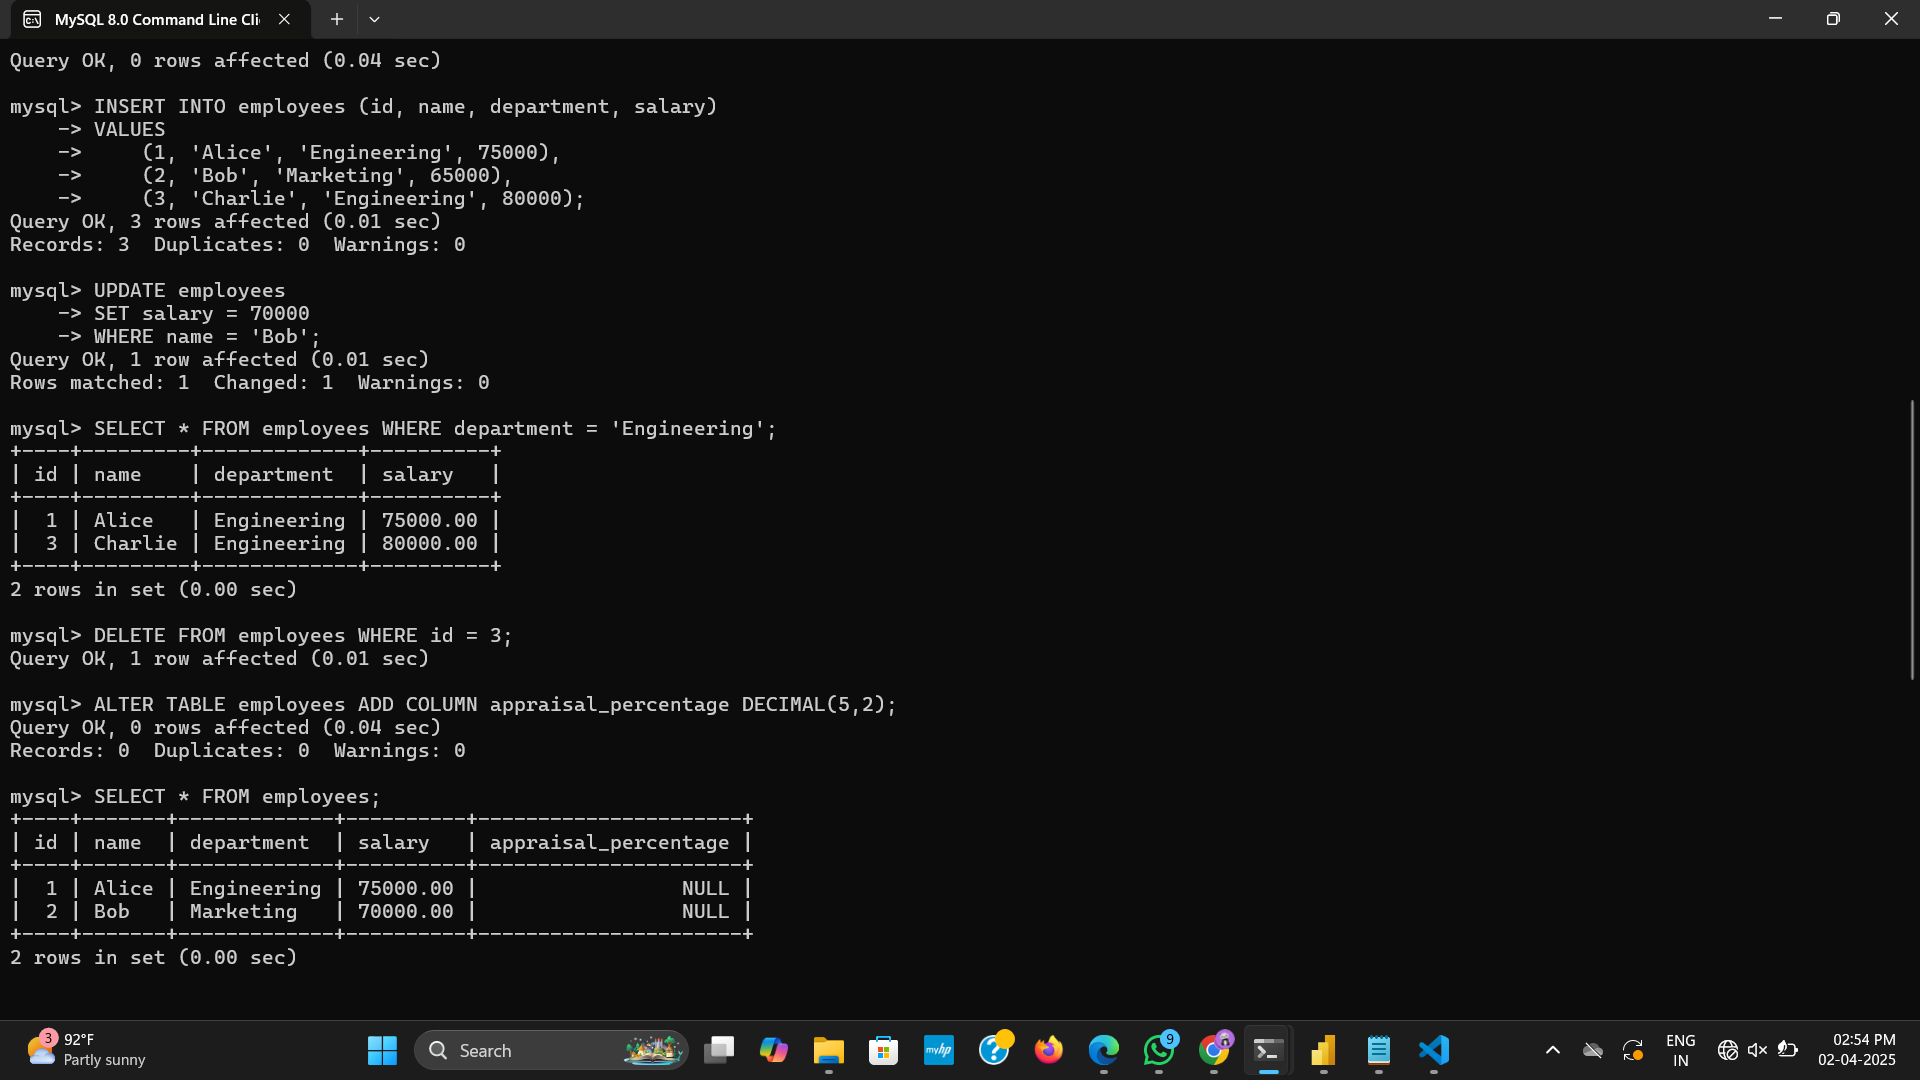 MySQL 8.0 Command Line Cli
Query OK, 0 rows affected (0.04 sec)
mysql> INSERT INTO employees (id, name, department, salary)
    -> VALUES
    ->     (1, 'Alice', 'Engineering', 75000),
    ->     (2, 'Bob', 'Marketing', 65000),
    ->     (3, 'Charlie', 'Engineering', 80000);
Query OK, 3 rows affected (0.01 sec)
Records: 3  Duplicates: 0  Warnings: 0
mysql> UPDATE employees
    -> SET salary = 70000
    -> WHERE name = 'Bob';
Query OK, 1 row affected (0.01 sec)
Rows matched: 1  Changed: 1  Warnings: 0
mysql> SELECT * FROM employees WHERE department = 'Engineering';
+----+---------+-------------+----------+
| id | name    | department  | salary   |
+----+---------+-------------+----------+
|  1 | Alice   | Engineering | 75000.00 |
|  3 | Charlie | Engineering | 80000.00 |
+----+---------+-------------+----------+
2 rows in set (0.00 sec)
mysql> DELETE FROM employees WHERE id = 3;
Query OK, 1 row affected (0.01 sec)
mysql> ALTER TABLE employees ADD COLUMN appraisal_percentage DECIMAL(5,2);
Query OK, 0 rows affected (0.04 sec)
Records: 0  Duplicates: 0  Warnings: 0
mysql> SELECT * FROM employees;
+----+-------+-------------+----------+----------------------+
| id | name  | department  | salary   | appraisal_percentage |
+----+-------+-------------+----------+----------------------+
|  1 | Alice | Engineering | 75000.00 |                 NULL |
|  2 | Bob   | Marketing   | 70000.00 |                 NULL |
+----+-------+-------------+----------+----------------------+
2 rows in set (0.00 sec)
3
92°F
Partly sunny
Search
myhp
9
ENG
IN
02:54 PM
02-04-2025